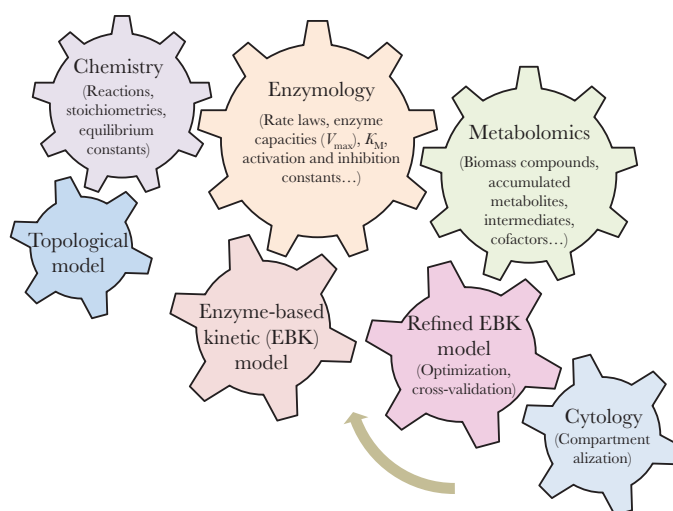 Chemistry
(Reactions,
stoichiometries,
equilibrium
constants)
Enzymology
(Rate laws, enzyme
capacities (Vmax), KM,
activation and inhibition
constants…)
Metabolomics
(Biomass compounds,
accumulated
metabolites,
intermediates,
cofactors…)
Topological
model
Enzyme-based
kinetic (EBK)
model
Refined EBK
model
(Optimization,
cross-validation)
Cytology
(Compartment
alization)